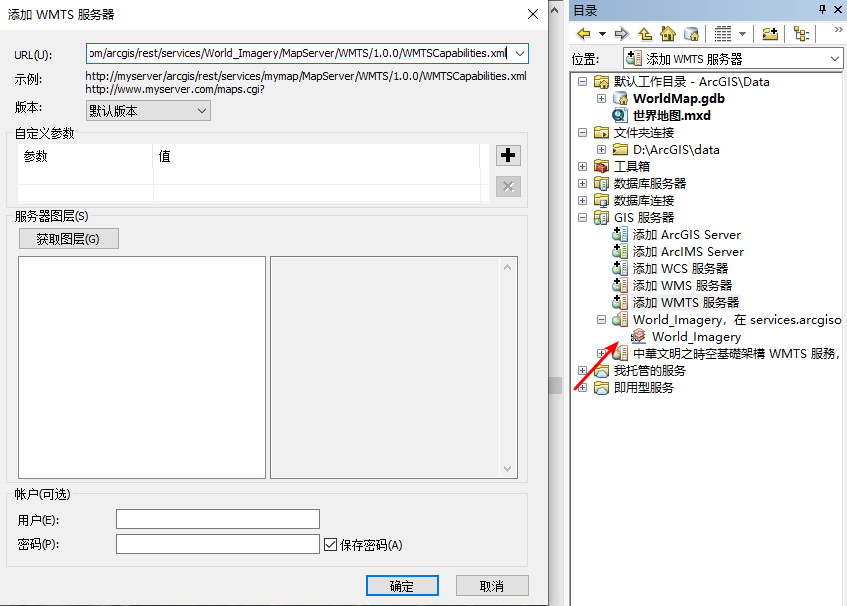 添加 WMTS 服务器
URL(U):
om/arcgis/rest/services/World_Imagery/MapServer/WMTS/1.0.0/WMTSCapabilities.xml
示例:
http://myserver/arcgis/rest/services/mymap/MapServer/WMTS/1.0.0/WMTSCapabilities.xml
http://www.myserver.com/maps.cgi?
版本:
默认版本
自定义参数
参数
值
服务器图层(S)
获取图层(G)
帐户(可选)
用户(E):
密码(P):
保存密码(A)
确定
取消
目录
位置:
添加 WMTS 服务器
默认工作目录 - ArcGIS\Data
WorldMap.gdb
世界地图.mxd
文件夹连接
D:\ArcGIS\data
工具箱
数据库服务器
数据库连接
GIS 服务器
添加 ArcGIS Server
添加 ArcIMS Server
添加 WCS 服务器
添加 WMS 服务器
添加 WMTS 服务器
World_Imagery，在 services.arcgiso
World_Imagery
中華文明之時空基礎架構 WMTS 服務，
我托管的服务
即用型服务